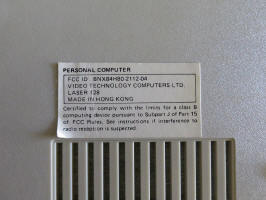 PERSONAL COMPUTER
FCC ID : BNX84H80-2112-04
VIDEO TECHNOLOGY COMPUTERS LTD.
LASER 128
MADE IN HONG KONG
Certified to comply with the limits for a class B
computing device pursuant to Subpart J of Part 15
of FCC Rules. See instructions if interference to
radio reception is suspected.